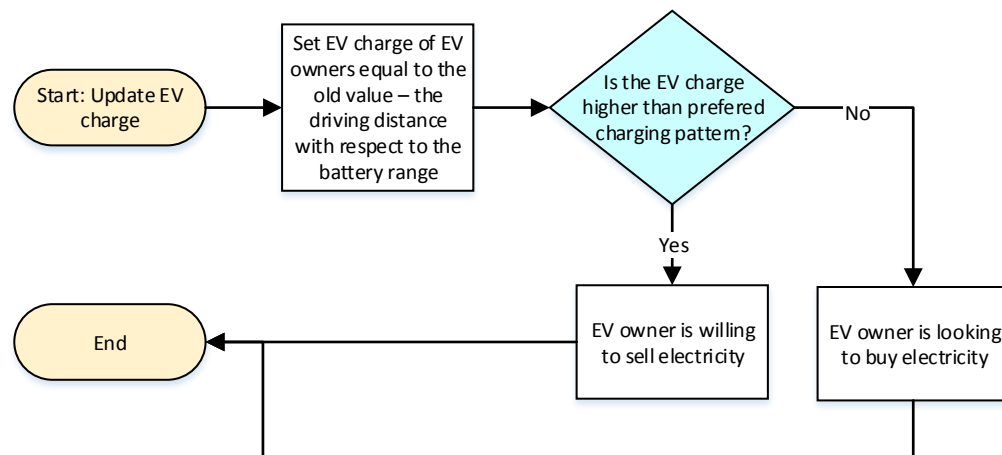 Start: Update EV
charge
Set EV charge of EV
owners equal to the
old value – the
driving distance
with respect to the
battery range
Is the EV charge
higher than prefered
charging pattern?
No
Yes
End
EV owner is willing
to sell electricity
EV owner is looking
to buy electricity